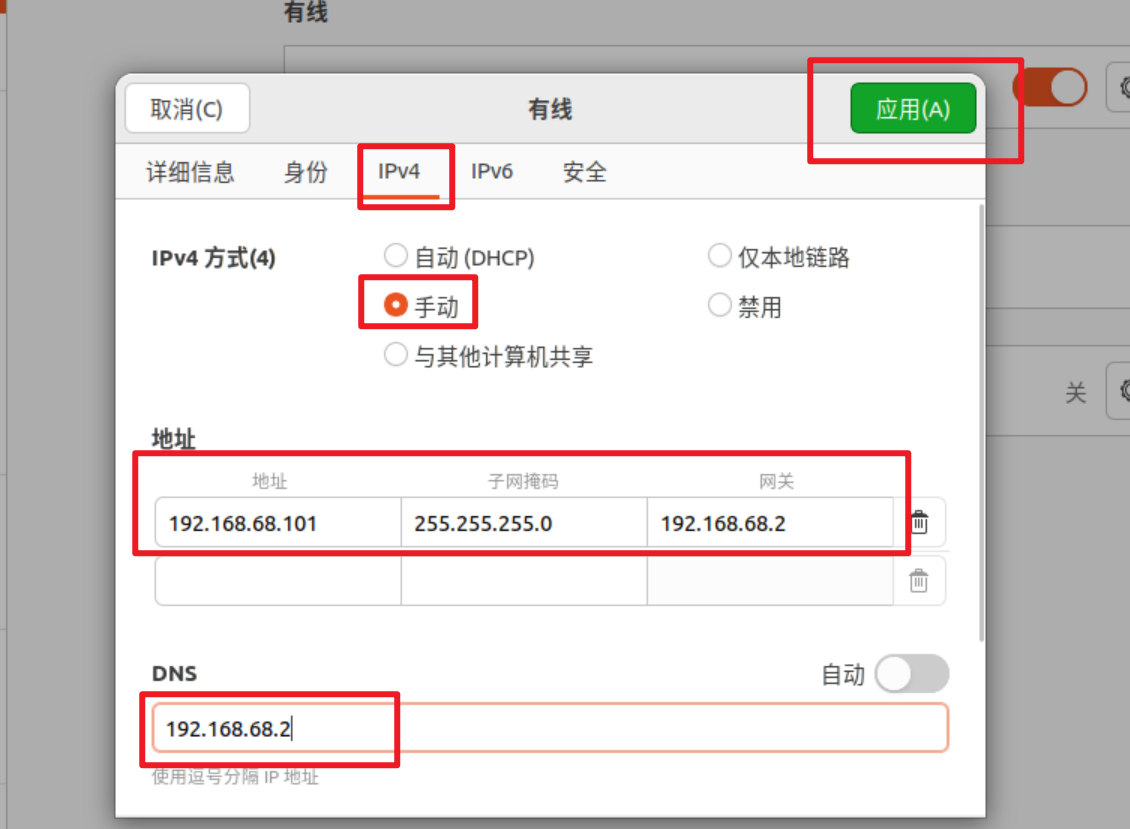 有线
取消(C) 有线 应用(A)
详细信息 身份 IPv4 IPv6 安全
IPv4 方式(4) 自动 (DHCP) 仅本地链路
手动 禁用
与其他计算机共享
关
地址
地址 子网掩码 网关
192.168.68.101 255.255.255.0 192.168.68.2
DNS 自动
192.168.68.2
使用逗号分隔 IP 地址